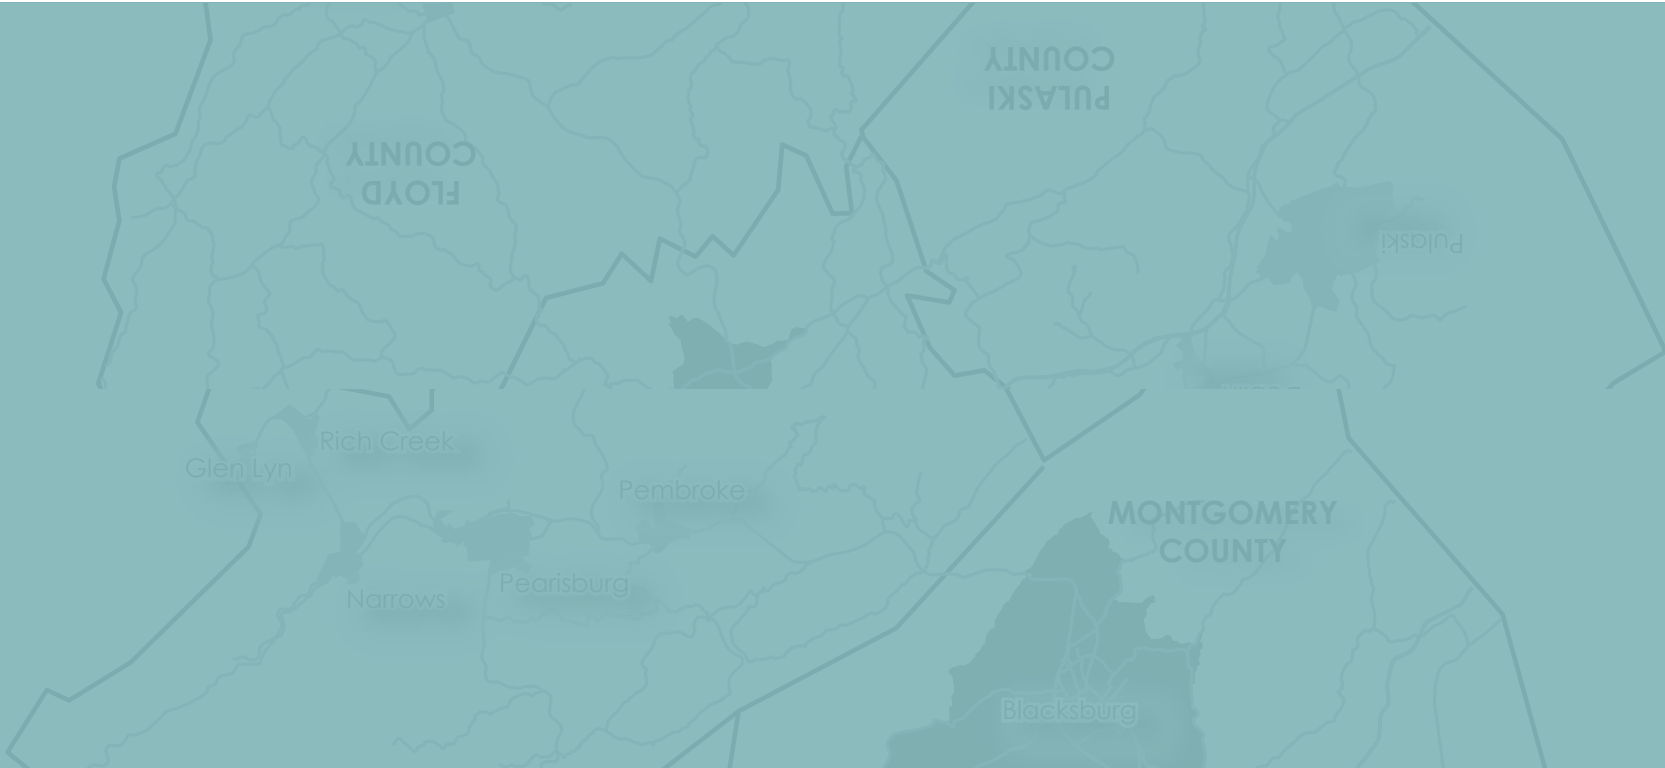 PULASKI
COUNTY
FLOYD
COUNTY
Pulaski
Rich Creek
Glen Lyn
Pembroke
MONTGOMERY
COUNTY
Pearisburg
Narrows
Blacksburg